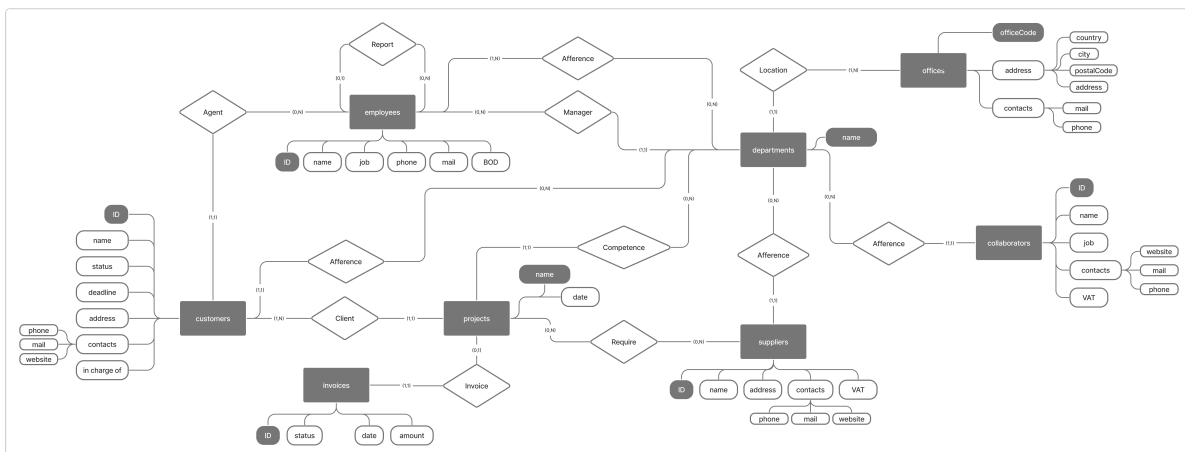 Report
(0,1)
(0,N)
employees
ID
name
job
phone
mail
BOD
(1,N)
Afference
(0,N)
(0,N)
Manager
(1,1)
Agent
(0,N)
(1,1)
Location
(1,N)
(1,1)
offices
officeCode
address
country
city
postalCode
address
contacts
mail
phone
departments
name
(0,N)
Afference
(1,1)
collaborators
ID
name
job
contacts
website
mail
phone
VAT
(0,N)
Afference
(1,1)
suppliers
ID
name
address
contacts
VAT
phone
mail
website
customers
ID
name
status
deadline
address
contacts
phone
mail
website
in charge of
(1,1)
Afference
(0,N)
(1,N)
Client
(1,1)
projects
name
date
(1,1)
Competence
(0,N)
(0,N)
Require
(0,N)
(0,1)
Invoice
(1,1)
invoices
ID
status
date
amount